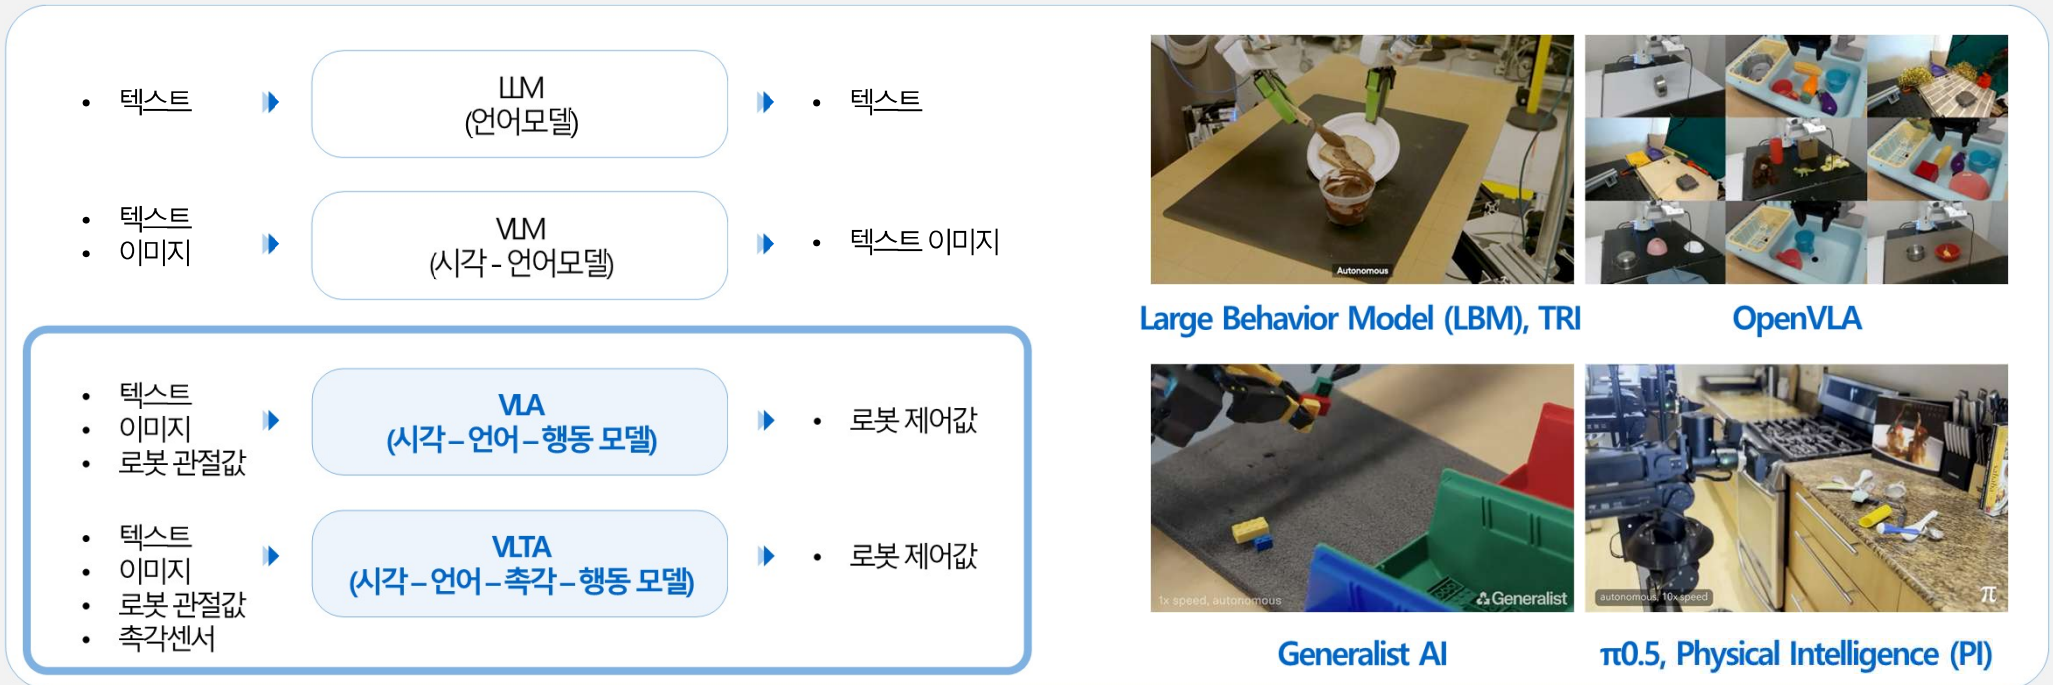 • 텍스트
LLM
(언어모델)
• 텍스트
• 텍스트
• 이미지
VLM
(시각 - 언어모델)
• 텍스트 이미지
• 텍스트
• 이미지
• 로봇 관절값
VLA
(시각 – 언어 – 행동 모델)
• 로봇 제어값
• 텍스트
• 이미지
• 로봇 관절값
• 촉각센서
VLTA
(시각 – 언어 – 촉각 – 행동 모델)
• 로봇 제어값
Autonomous
Large Behavior Model (LBM), TRI
OpenVLA
1x speed, autonomous
Generalist
autonomous, 10x speed
π
Generalist AI
π0.5, Physical Intelligence (PI)